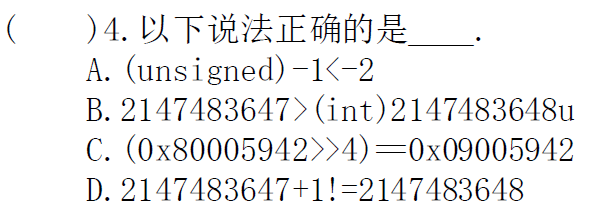 (    )4.以下说法正确的是____.
A.(unsigned)-1<-2
B.2147483647>(int)2147483648u
C.(0x80005942>>4)==0x09005942
D.2147483647+1!=2147483648